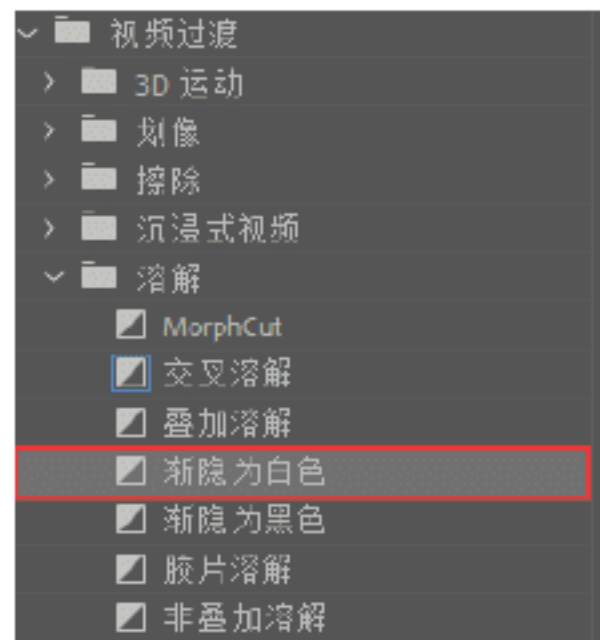 视频过渡
3D 运动
划像
擦除
沉浸式视频
溶解
MorphCut
交叉溶解
叠加溶解
渐隐为白色
渐隐为黑色
胶片溶解
非叠加溶解